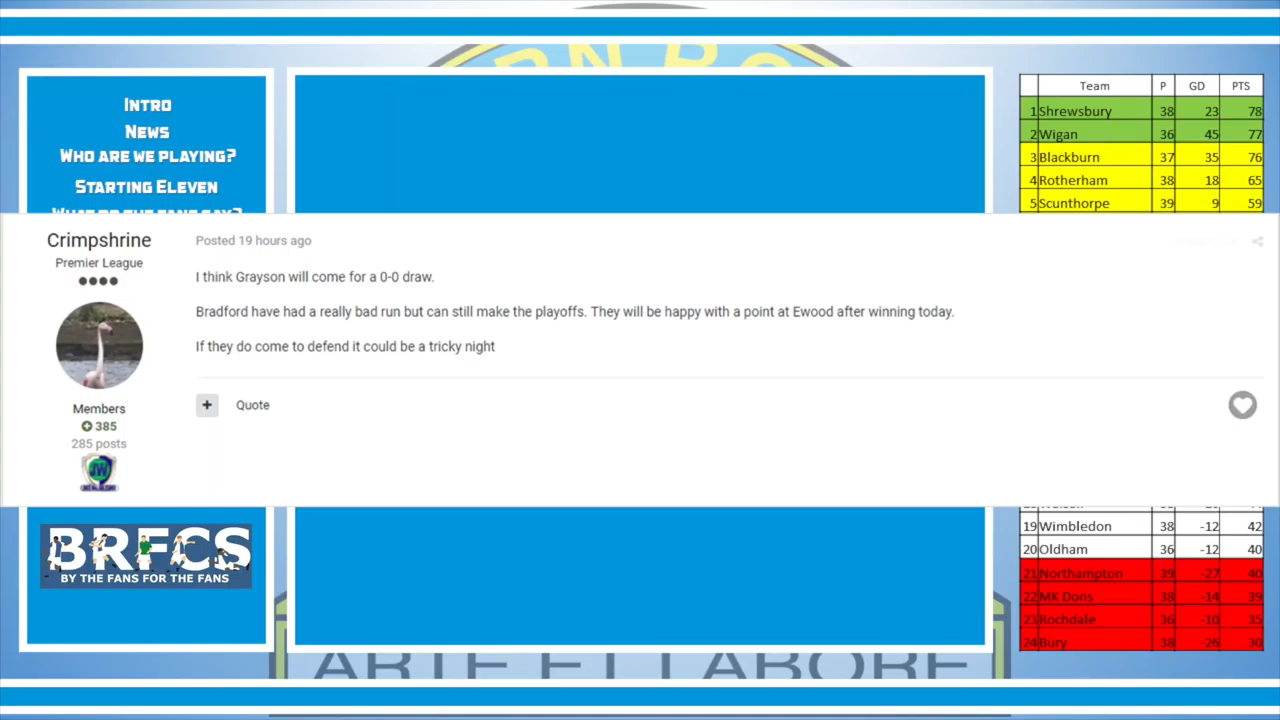 RN RO
INTRO
NEWS
WHO ARE WE PLAYING?
STARTING ELEVEN
Team P GD PTS
1 Shrewsbury 38 23 78
2 Wigan 36 45 77
3 Blackburn 37 35 76
4 Rotherham 38 18 65
5 Scunthorpe 39 9 59
Crimpshrine
Premier League
Posted 19 hours ago
I think Grayson will come for a 0-0 draw.
Bradford have had a really bad run but can still make the playoffs. They will be happy with a point at Ewood after winning today.
If they do come to defend it could be a tricky night
+ Quote
Members
385
285 posts
JW
19 Wimbledon 38 -12 42
20 Oldham 36 -12 40
21 Northampton 39 -27 40
22 MK Dons 38 -14 39
23 Rochdale 36 -10 35
24 Bury 38 -26 30
BRFCS
BY THE FANS FOR THE FANS
ARTE ET LABORE